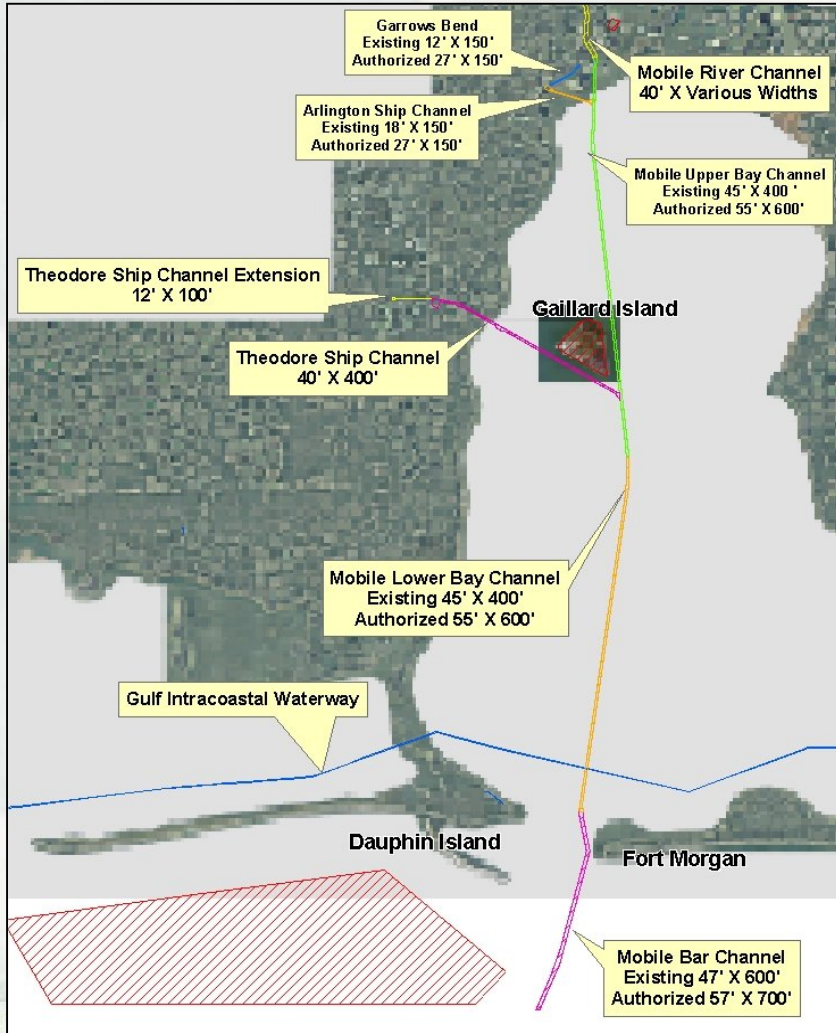 Garrows Bend
Existing 12' X 150'
Authorized 27' X 150'
Mobile River Channel
40' X Various Widths
Arlington Ship Channel
Existing 18' X 150'
Authorized 27' X 150'
Mobile Upper Bay Channel
Existing 45' X 400 '
Authorized 55' X 600'
Theodore Ship Channel Extension
12' X 100'
Gaillard Island
Theodore Ship Channel
40' X 400'
Mobile Lower Bay Channel
Existing 45' X 400'
Authorized 55' X 600'
Gulf Intracoastal Waterway
Dauphin Island
Fort Morgan
Mobile Bar Channel
Existing 47' X 600'
Authorized 57' X 700'